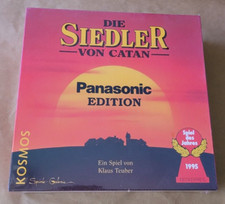 DIE
SIEDLER
VON CATAN
Panasonic
EDITION
Spiel des
Jahres
1995
Ein Spiel von
Klaus Teuber
KOSMOS